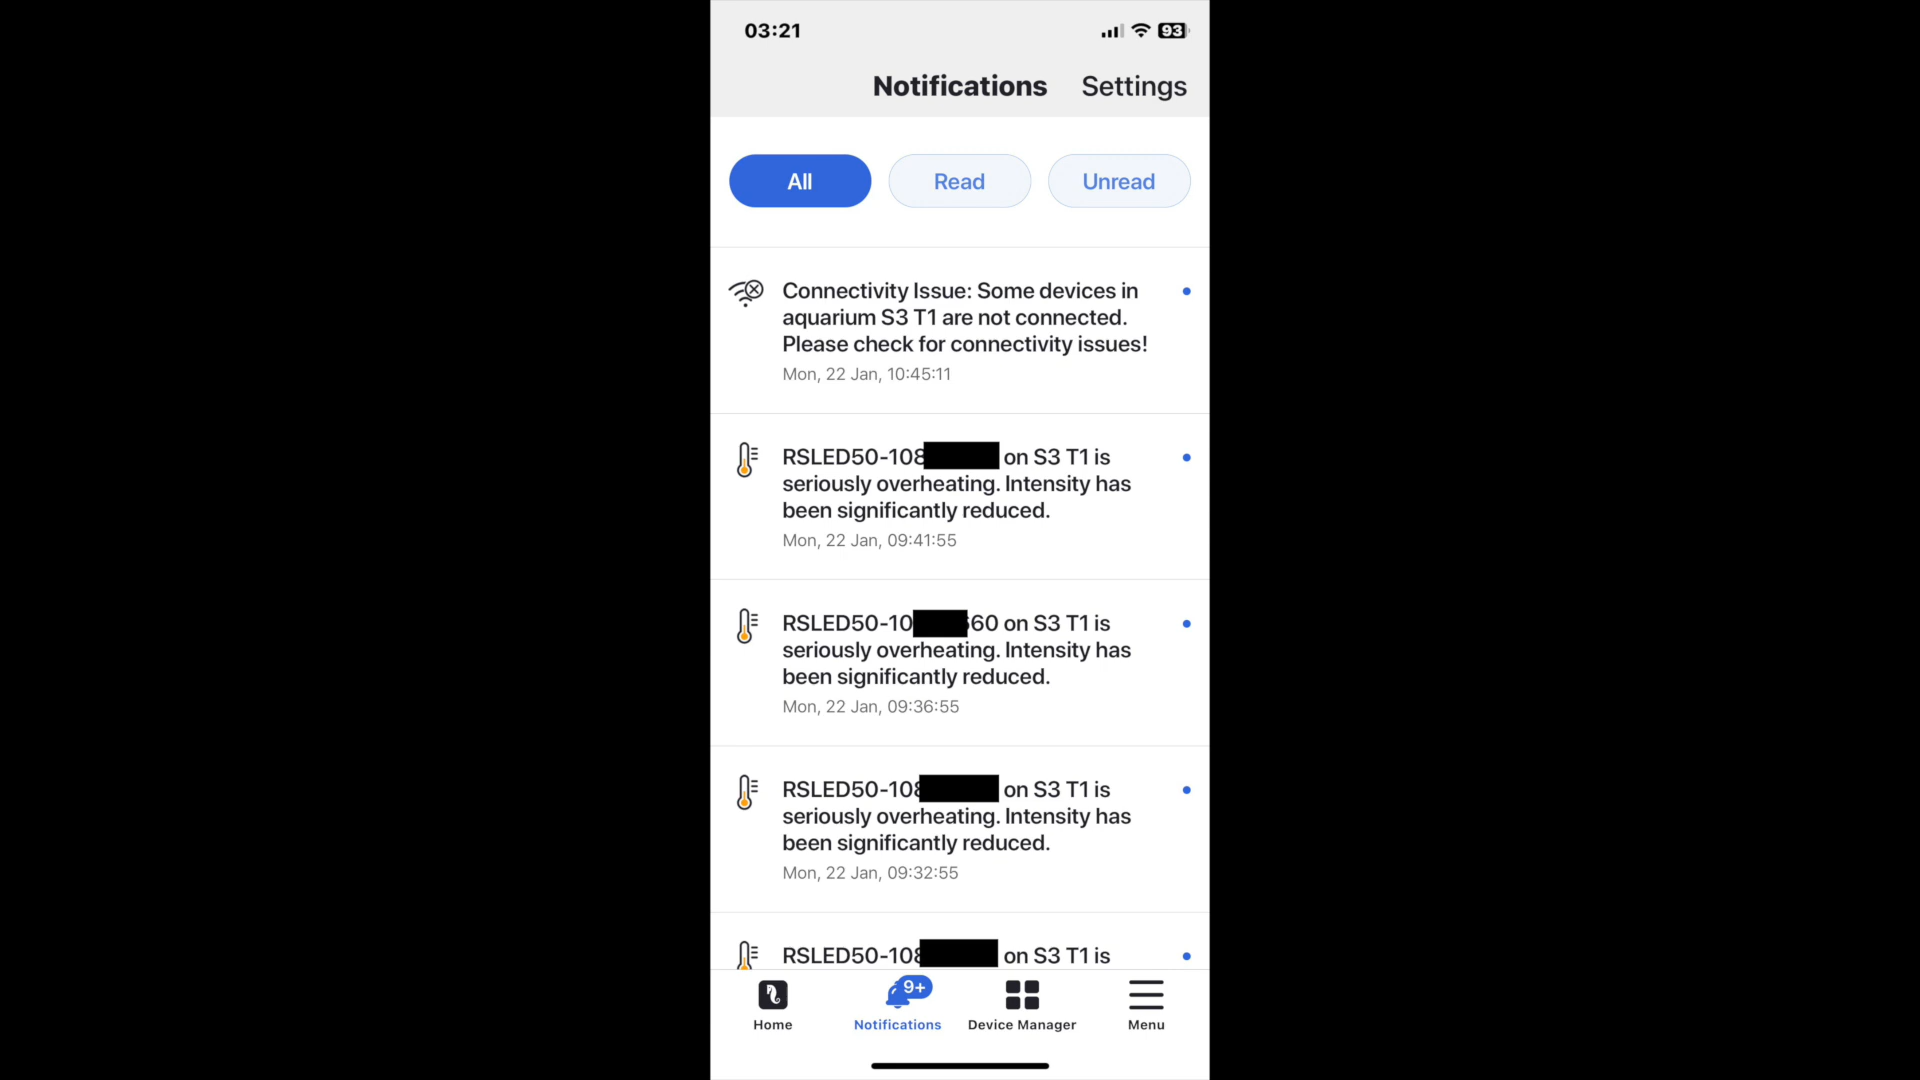 03:21
93
Notifications Settings
All Read Unread
Connectivity Issue: Some devices in
aquarium S3 T1 are not connected.
Please check for connectivity issues!
Mon, 22 Jan, 10:45:11
RSLED50-108 on S3 T1 is
seriously overheating. Intensity has
been significantly reduced.
Mon, 22 Jan, 09:41:55
RSLED50-10 60 on S3 T1 is
seriously overheating. Intensity has
been significantly reduced.
Mon, 22 Jan, 09:36:55
RSLED50-108 on S3 T1 is
seriously overheating. Intensity has
been significantly reduced.
Mon, 22 Jan, 09:32:55
RSLED50-108 on S3 T1 is
9+
Home Notifications Device Manager Menu